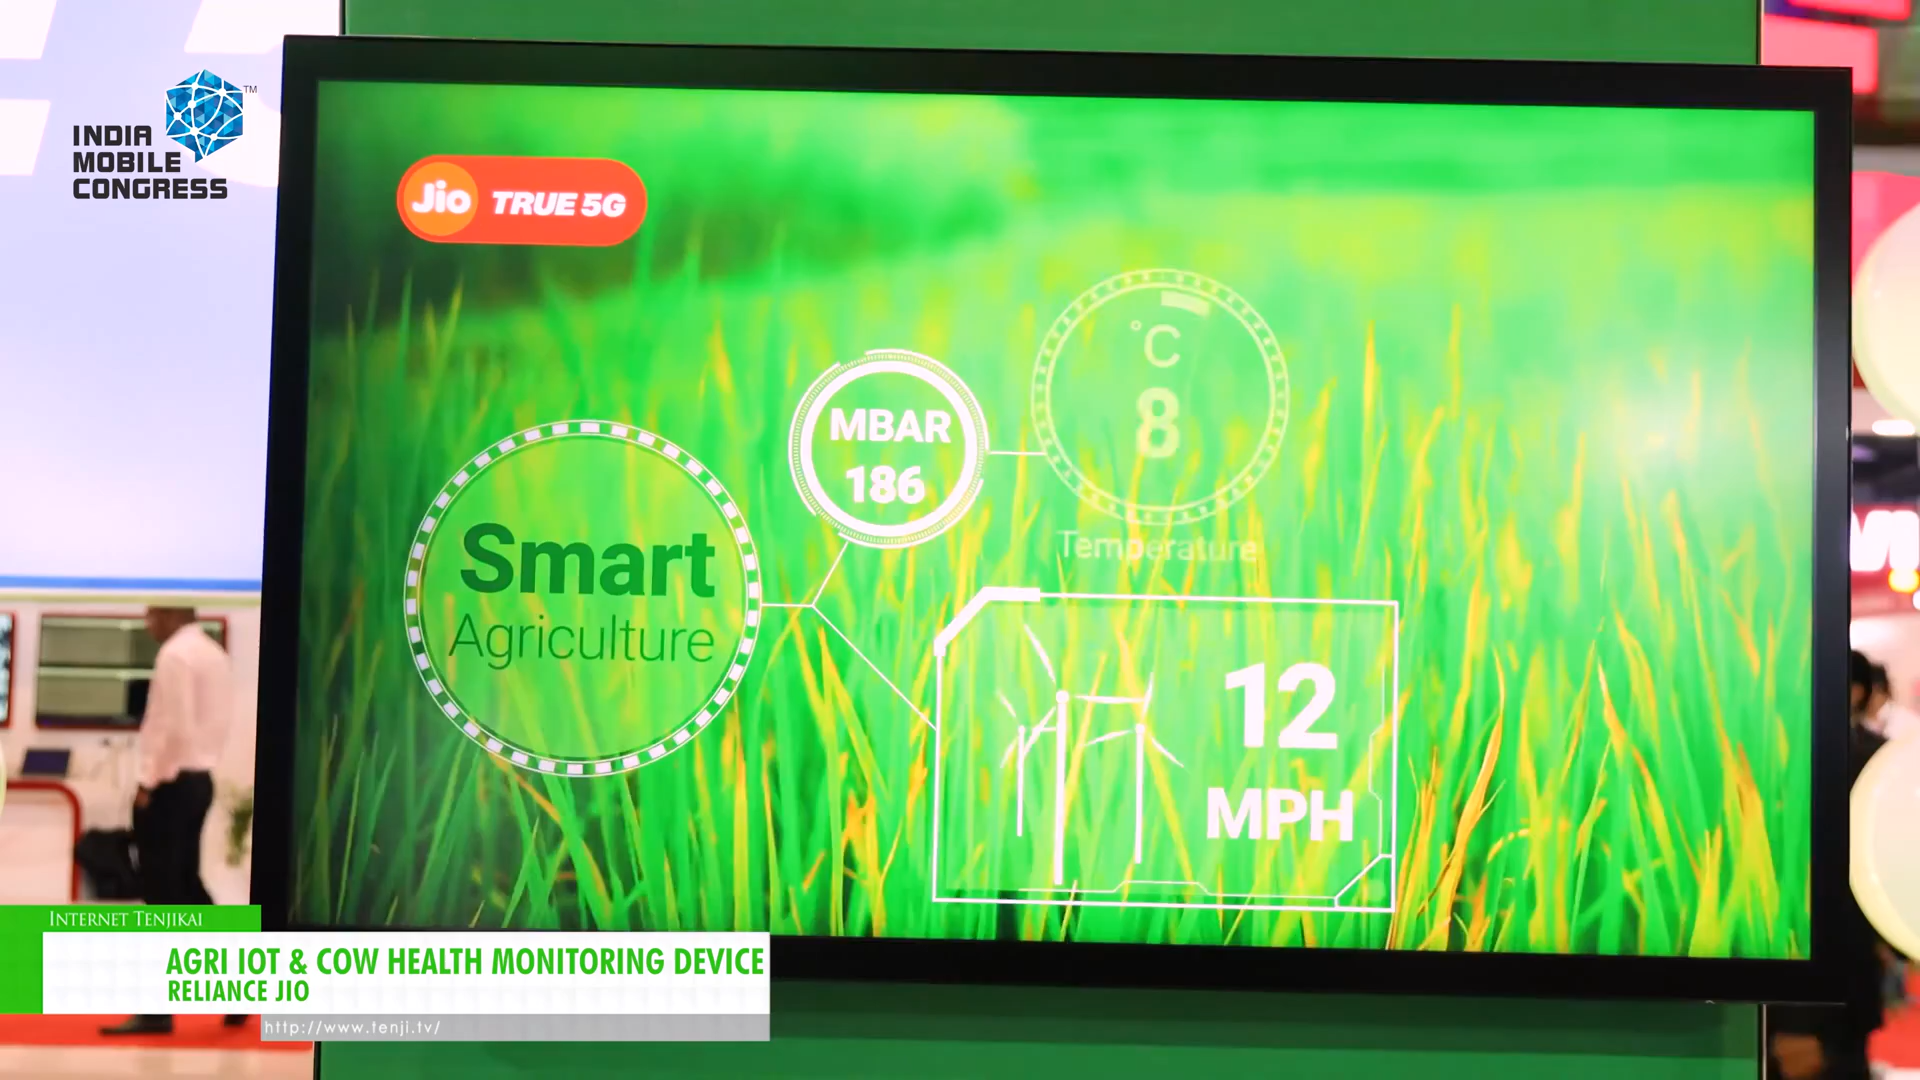 INDIA
MOBILE
CONGRESS
TM
Jio TRUE 5G
°C
8
Temperature
MBAR
186
Smart
Agriculture
12
MPH
INTERNET TENJIKAI
AGRI IOT & COW HEALTH MONITORING DEVICE
RELIANCE JIO
http://www.tenji.tv/